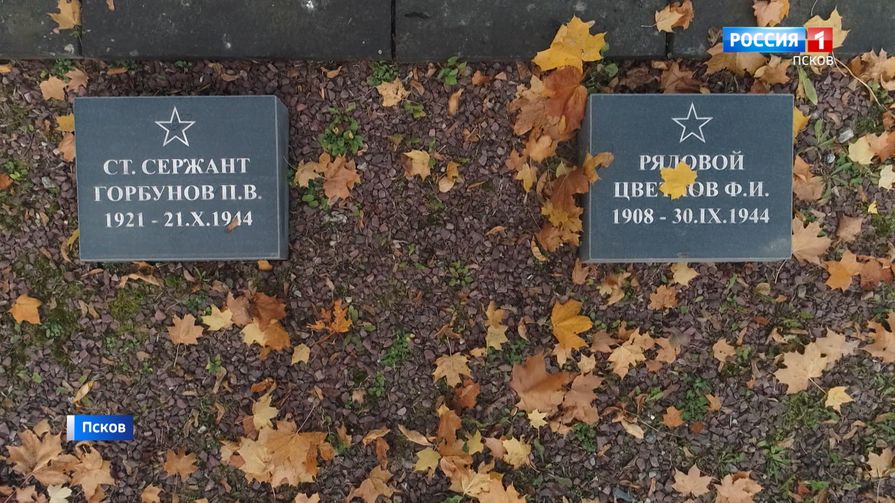 РОССИЯ 1
ПСКОВ
СТ. СЕРЖАНТ
ГОРБУНОВ П.В.
1921 - 21.X.1944
РЯДОВОЙ
Ф.И.
1908 - 30.IX.1944
Псков